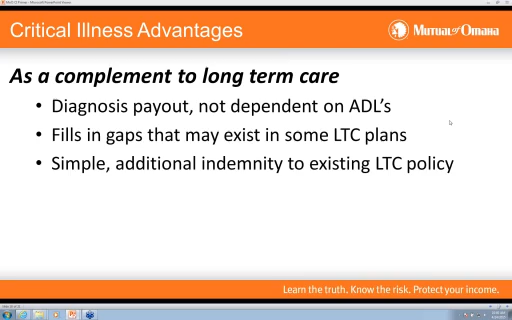 Critical Illness Advantages
Mutual of Omaha
As a complement to long term care
• Diagnosis payout, not dependent on ADL's
• Fills in gaps that may exist in some LTC plans
• Simple, additional indemnity to existing LTC policy
Learn the truth. Know the risk. Protect your income.